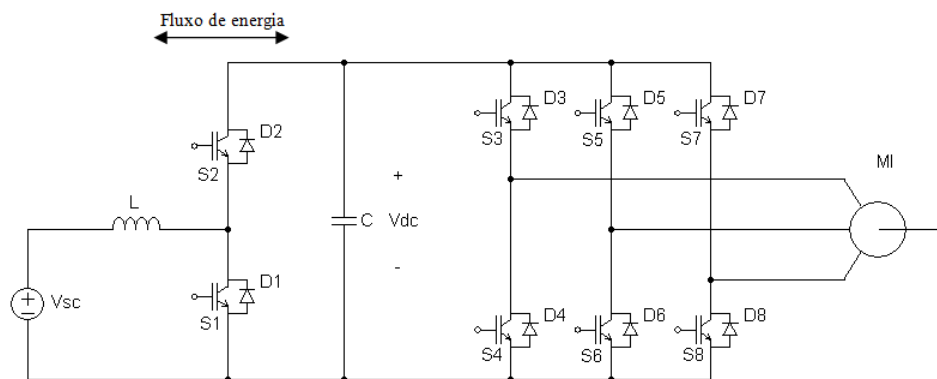 Fluxo de energia
D2
S2
L
D1
S1
Vsc
C
+
Vdc
-
D3
S3
D5
S5
D7
S7
MI
D4
S4
D6
S6
D8
S8